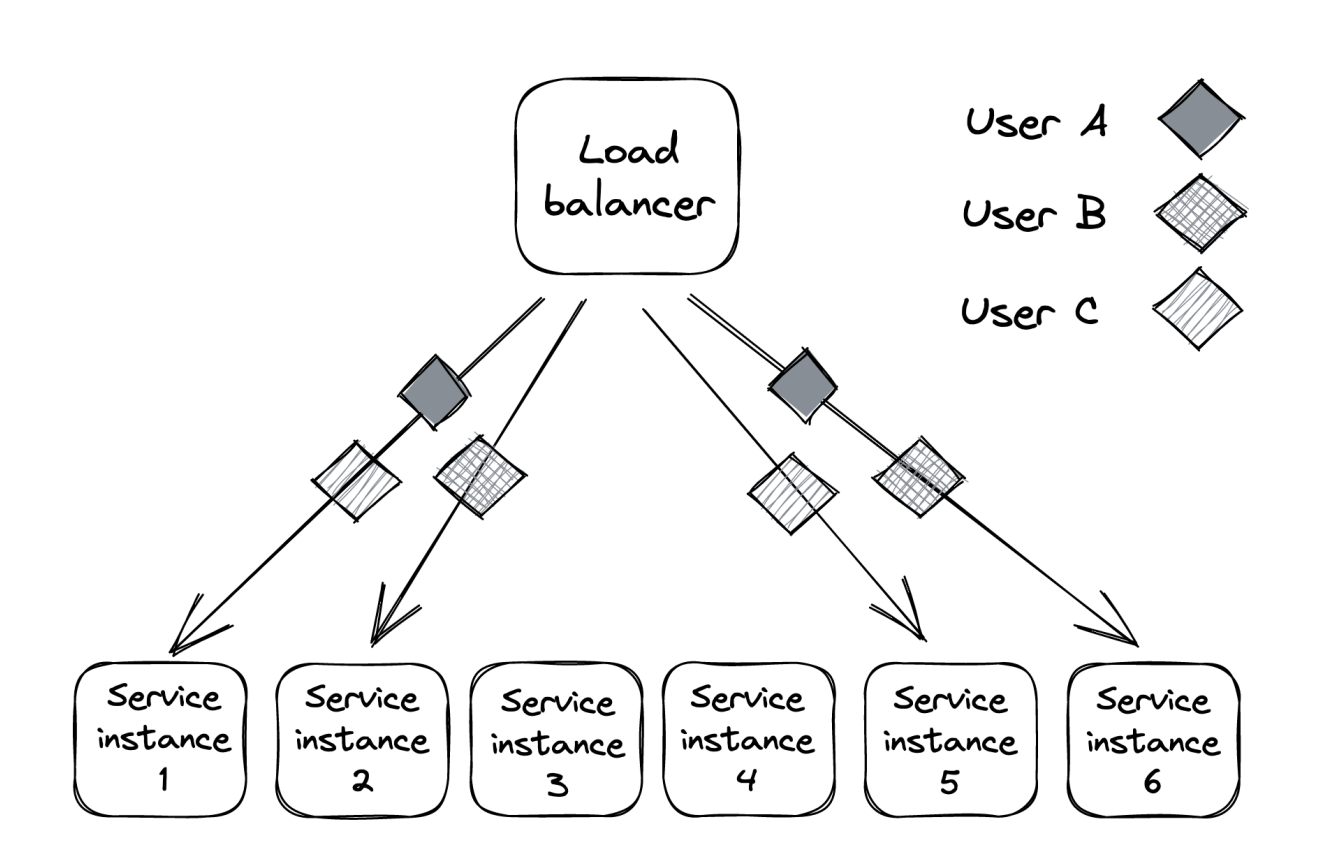 Load
balancer
User A
User B
User C
Service
instance
1
Service
instance
2
Service
instance
3
Service
instance
4
Service
instance
5
Service
instance
6